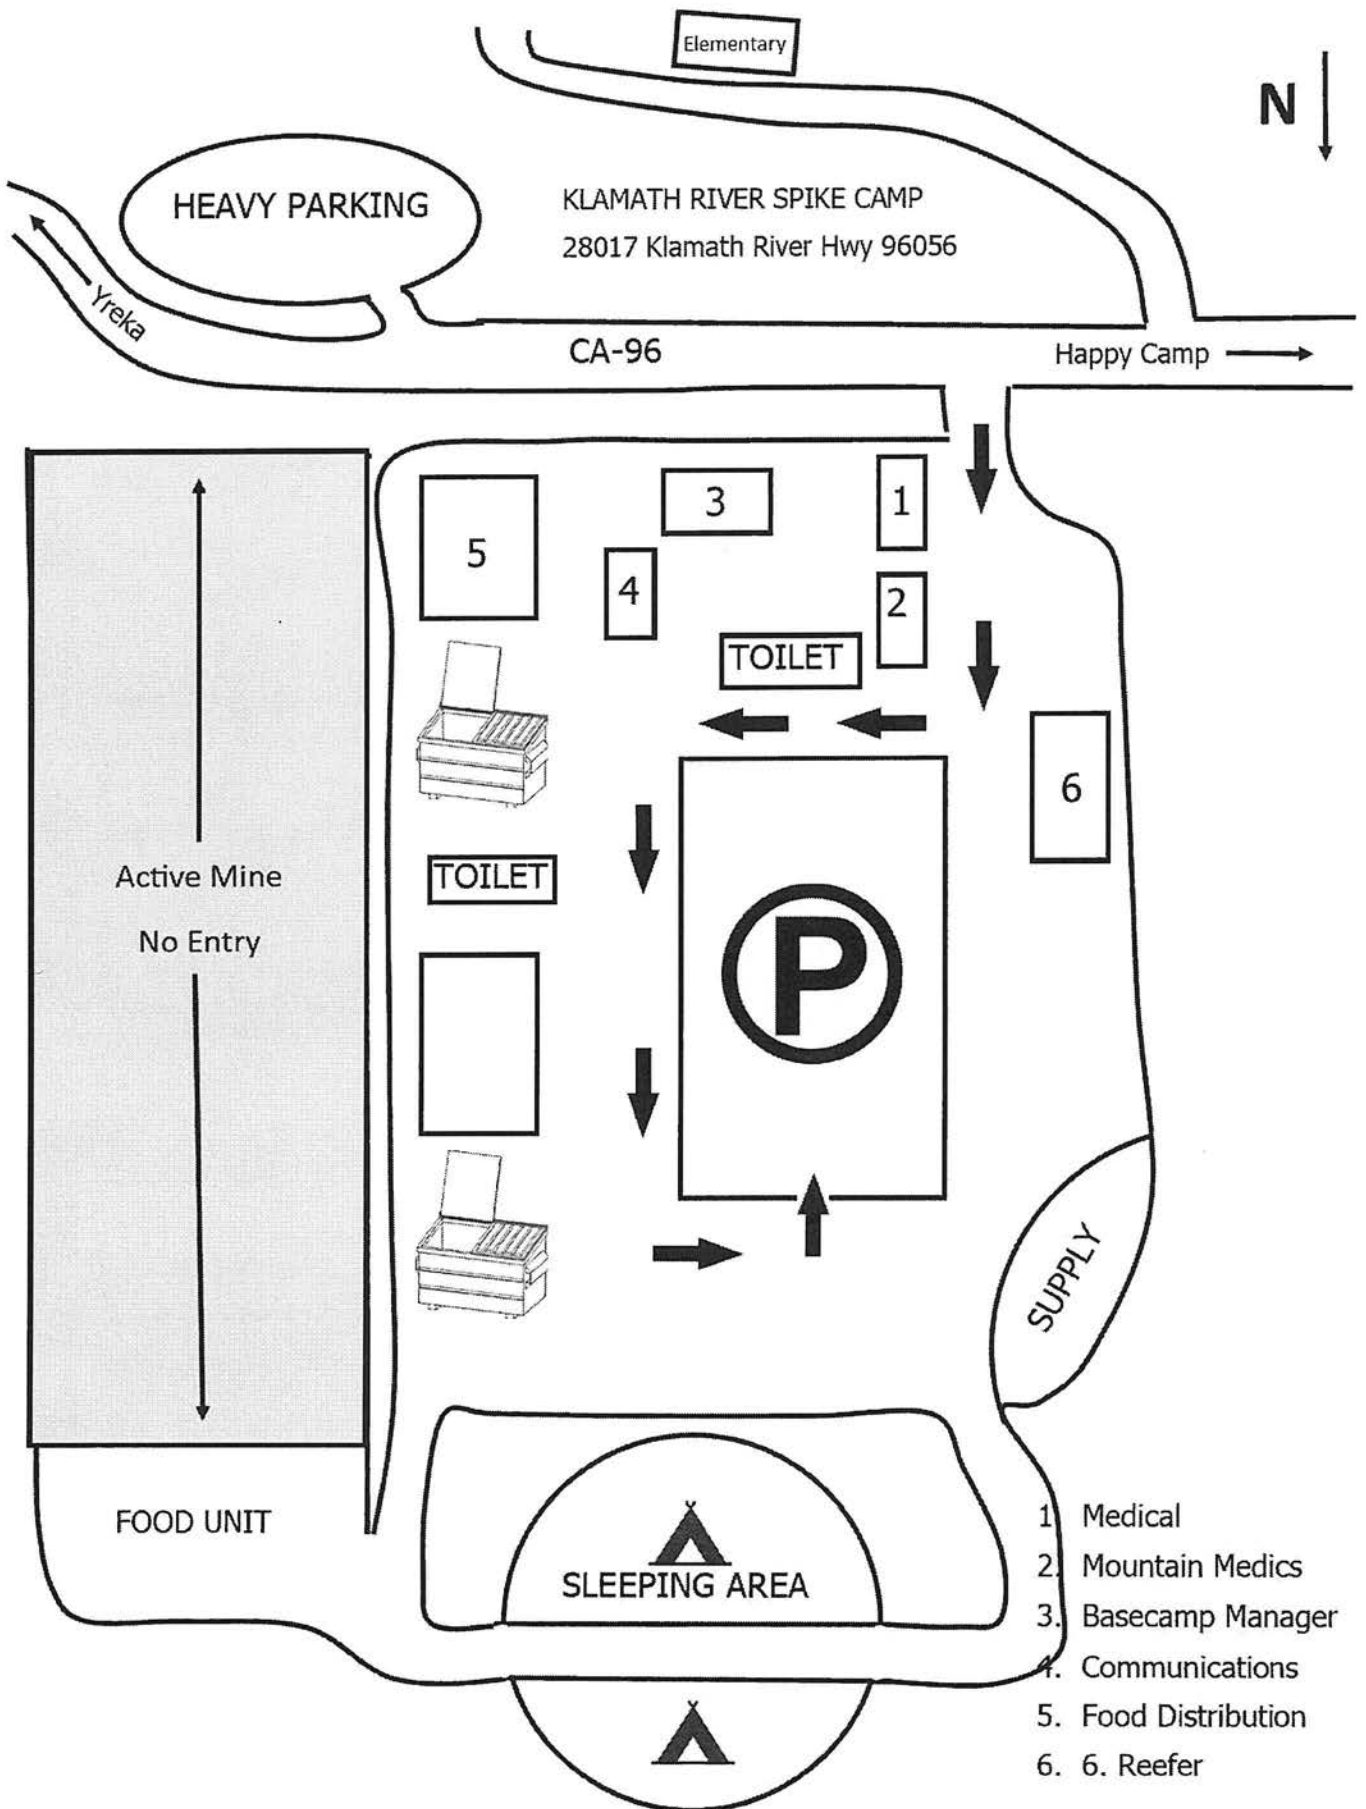 Elementary
N
HEAVY PARKING
KLAMATH RIVER SPIKE CAMP
28017 Klamath River Hwy 96056
Yreka
CA-96
Happy Camp
1
3
5
4
2
TOILET
6
Active Mine
No Entry
TOILET
P
SUPPLY
FOOD UNIT
SLEEPING AREA
1. Medical
2. Mountain Medics
3. Basecamp Manager
4. Communications
5. Food Distribution
6. 6. Reefer